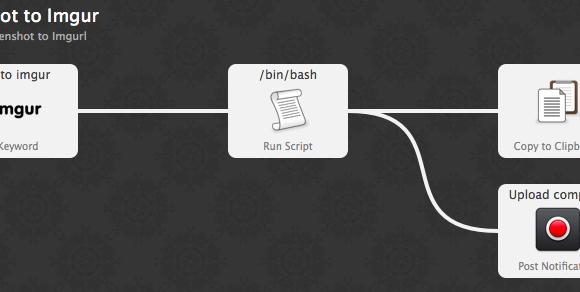 ot to Imgur
enshot to Imgurl
to imgur
mgur
Keyword
/bin/bash
Run Script
Copy to Clipb
Upload comp
Post Notificat